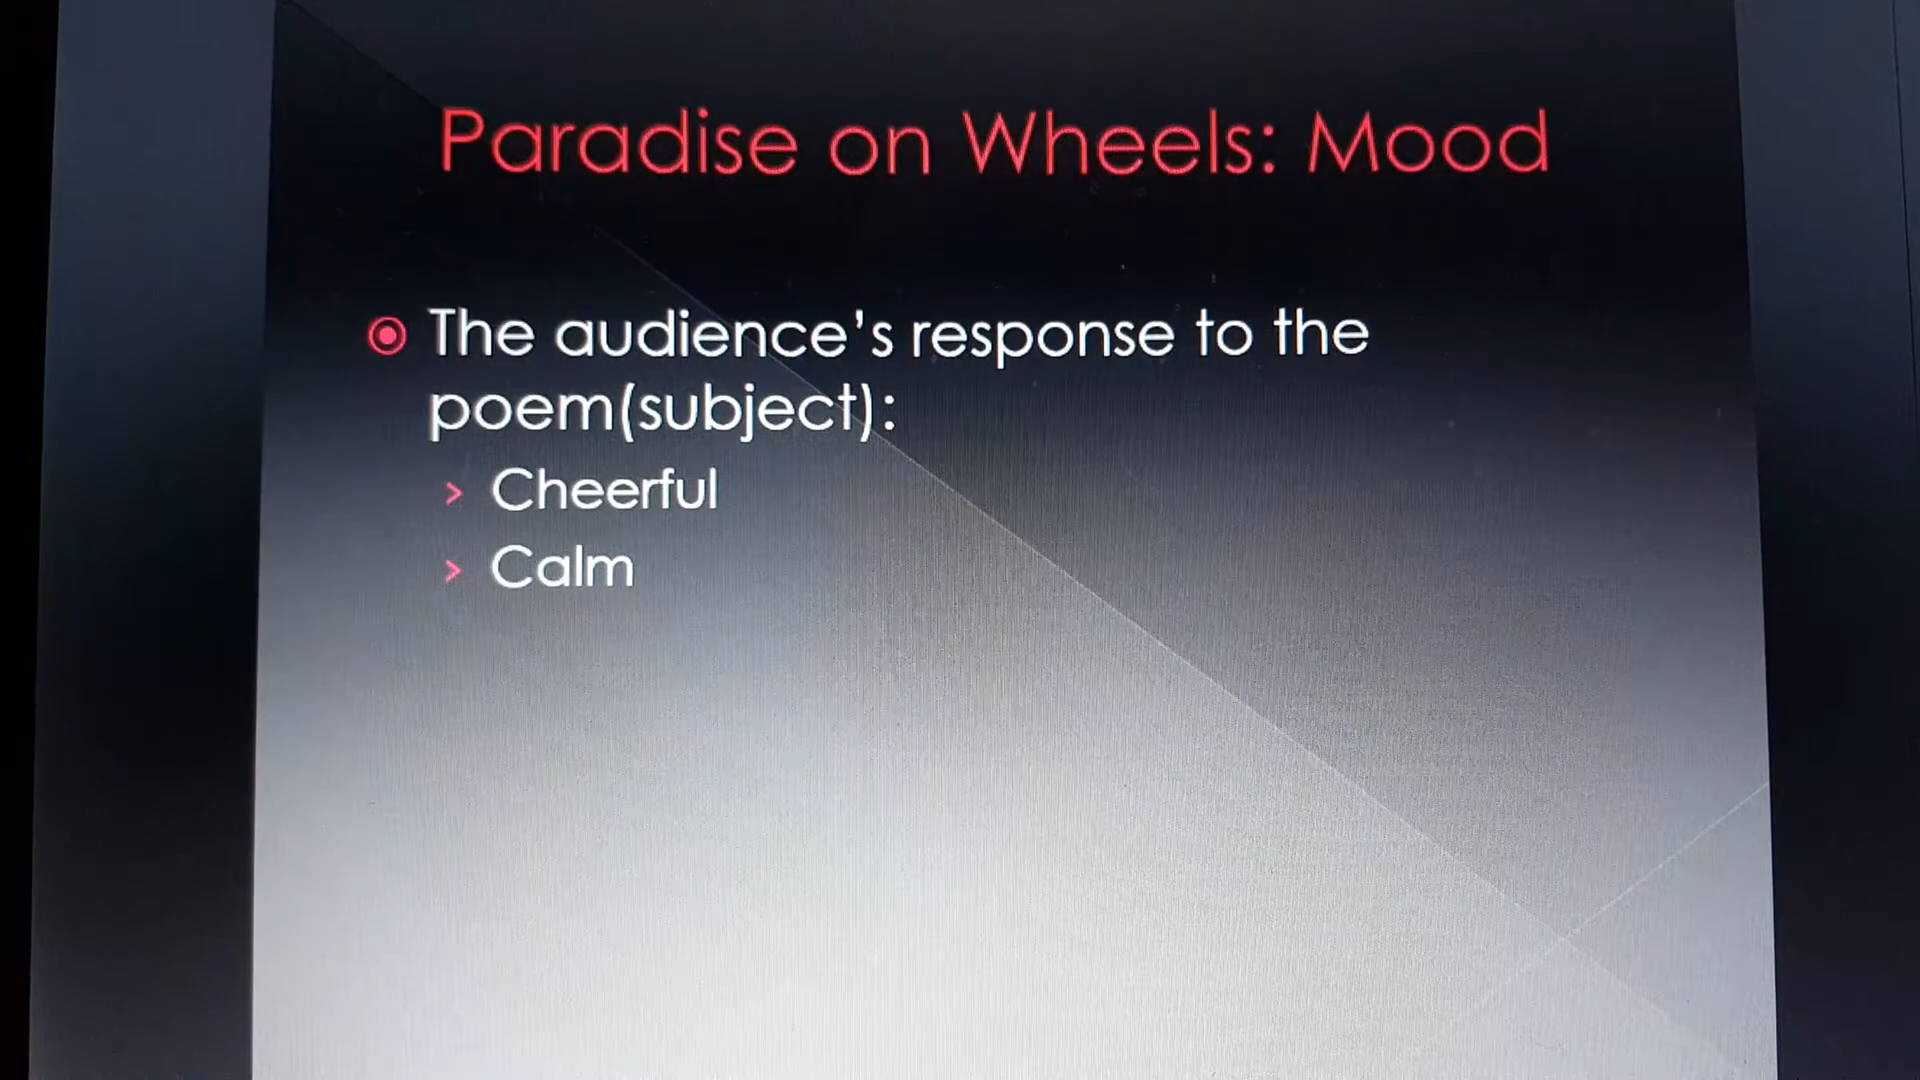 Paradise on Wheels: Mood
The audience’s response to the
poem(subject):
Cheerful
Calm